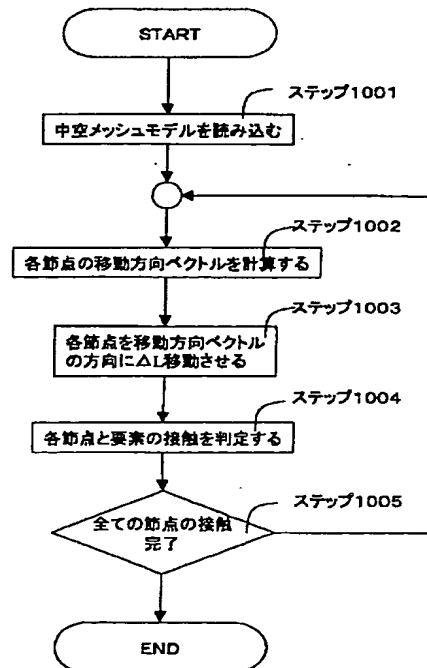 START
ステップ1001
中空メッシュモデルを読み込む
ステップ1002
各節点の移動方向ベクトルを計算する
ステップ1003
各節点を移動方向ベクトル
の方向にΔL移動させる
ステップ1004
各節点と要素の接触を判定する
ステップ1005
全ての節点の接触
完了
END